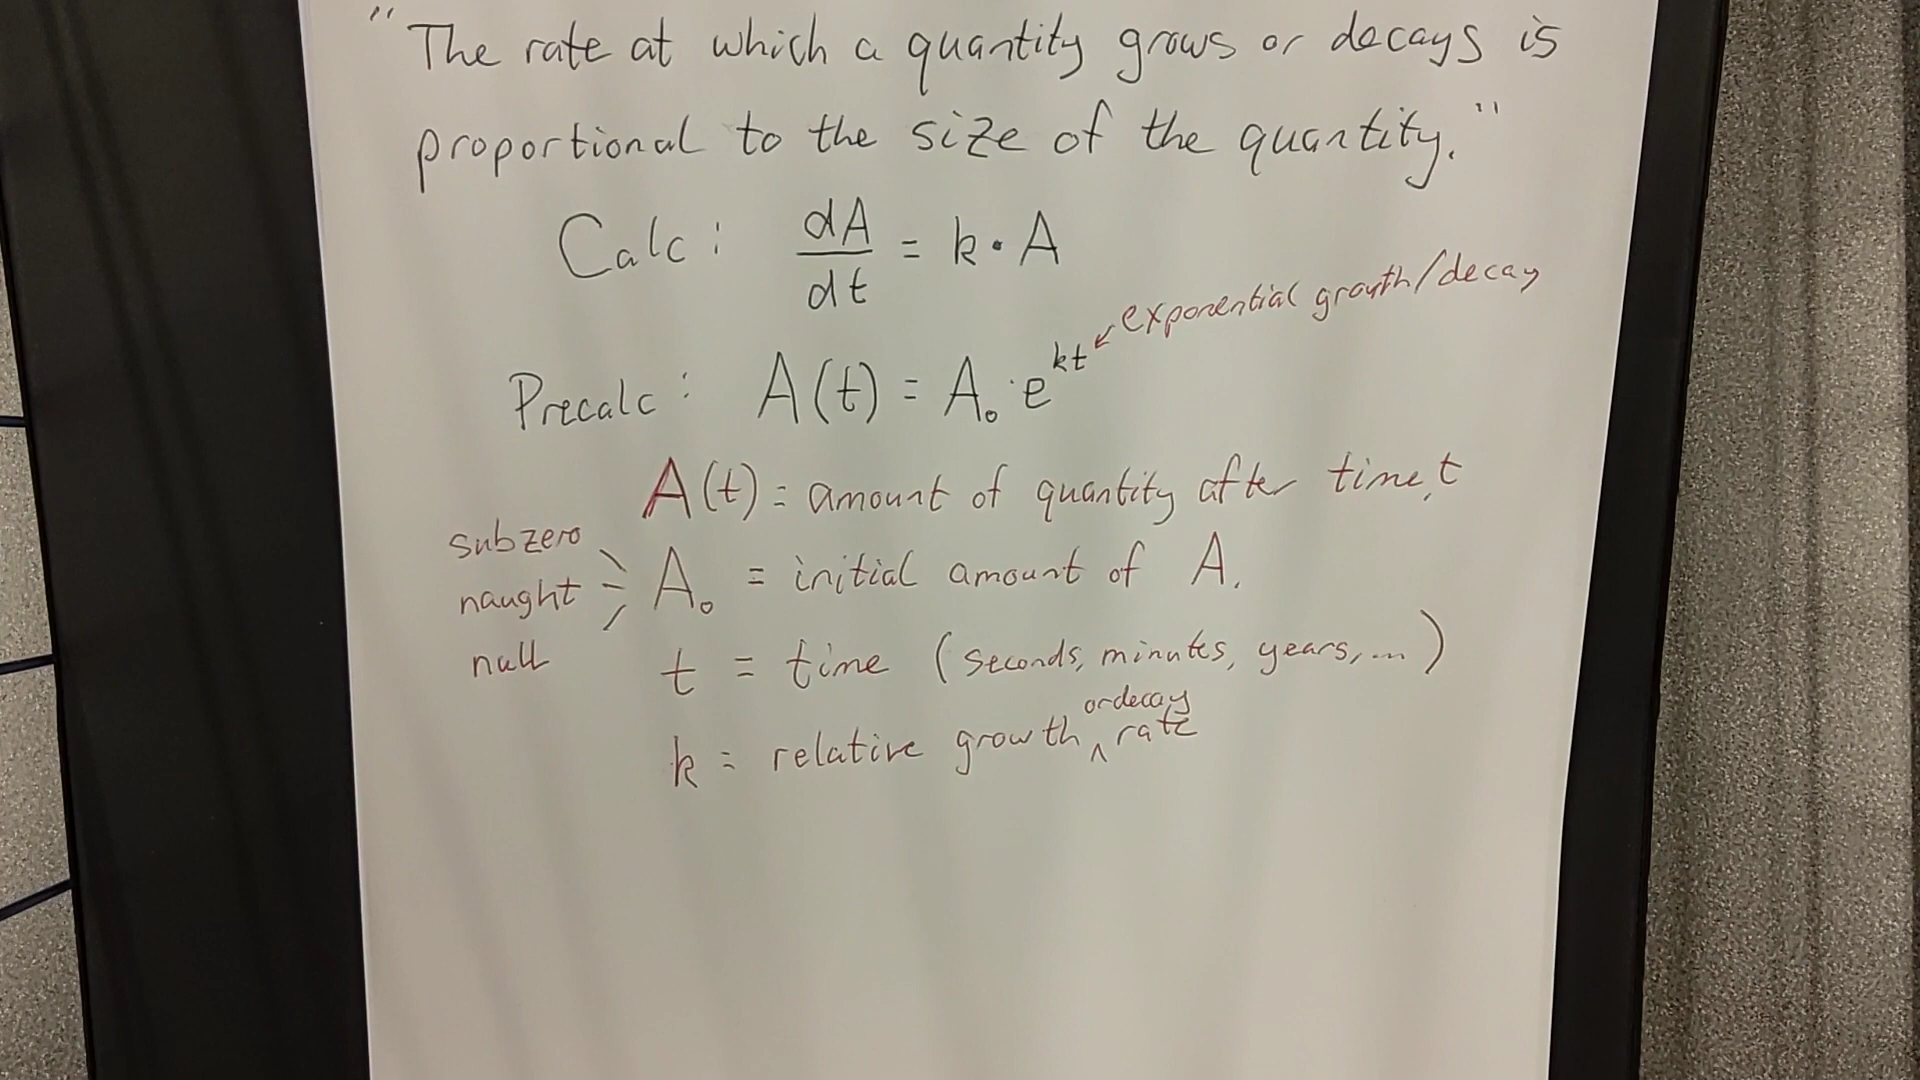 "The rate at which a quantity grows or decays is
proportional to the size of the quantity."
Calc: dA/dt = k · A
exponential growth/decay
Precalc: A(t) = A₀ · e^kt
A(t) = amount of quantity after time, t
subzero
naught
null
A₀ = initial amount of A.
t = time (seconds, minutes, years, ...)
or decay
k = relative growth ^ rate